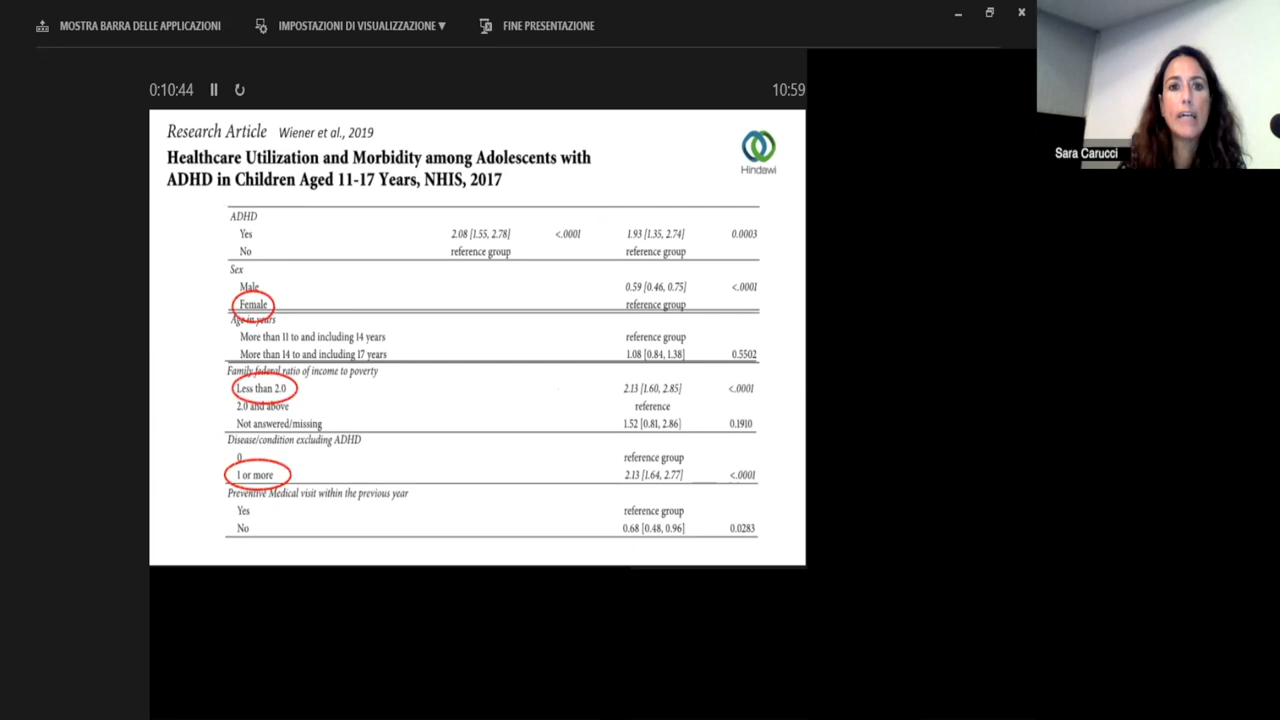 MOSTRA BARRA DELLE APPLICAZIONI IMPOSTAZIONI DI VISUALIZZAZIONE ▼ FINE PRESENTAZIONE
0:10:44 10:59
Research Article Wiener et al., 2019
Healthcare Utilization and Morbidity among Adolescents with
ADHD in Children Aged 11-17 Years, NHIS, 2017
Hindawi
Sara Carucci
ADHD
Yes 2.08 [1.55, 2.78] <.0001 1.93 [1.35, 2.74] 0.0003
No reference group reference group
Sex
Male 0.59 [0.46, 0.75] <.0001
Female reference group
Age in years
More than 11 to and including 14 years reference group
More than 14 to and including 17 years 1.08 [0.84, 1.38] 0.5502
Family federal ratio of income to poverty
Less than 2.0 2.13 [1.60, 2.85] <.0001
2.0 and above reference
Not answered/missing 1.52 [0.81, 2.86] 0.1910
Disease/condition excluding ADHD
0 reference group
1 or more 2.13 [1.64, 2.77] <.0001
Preventive Medical visit within the previous year
Yes reference group
No 0.68 [0.48, 0.96] 0.0283